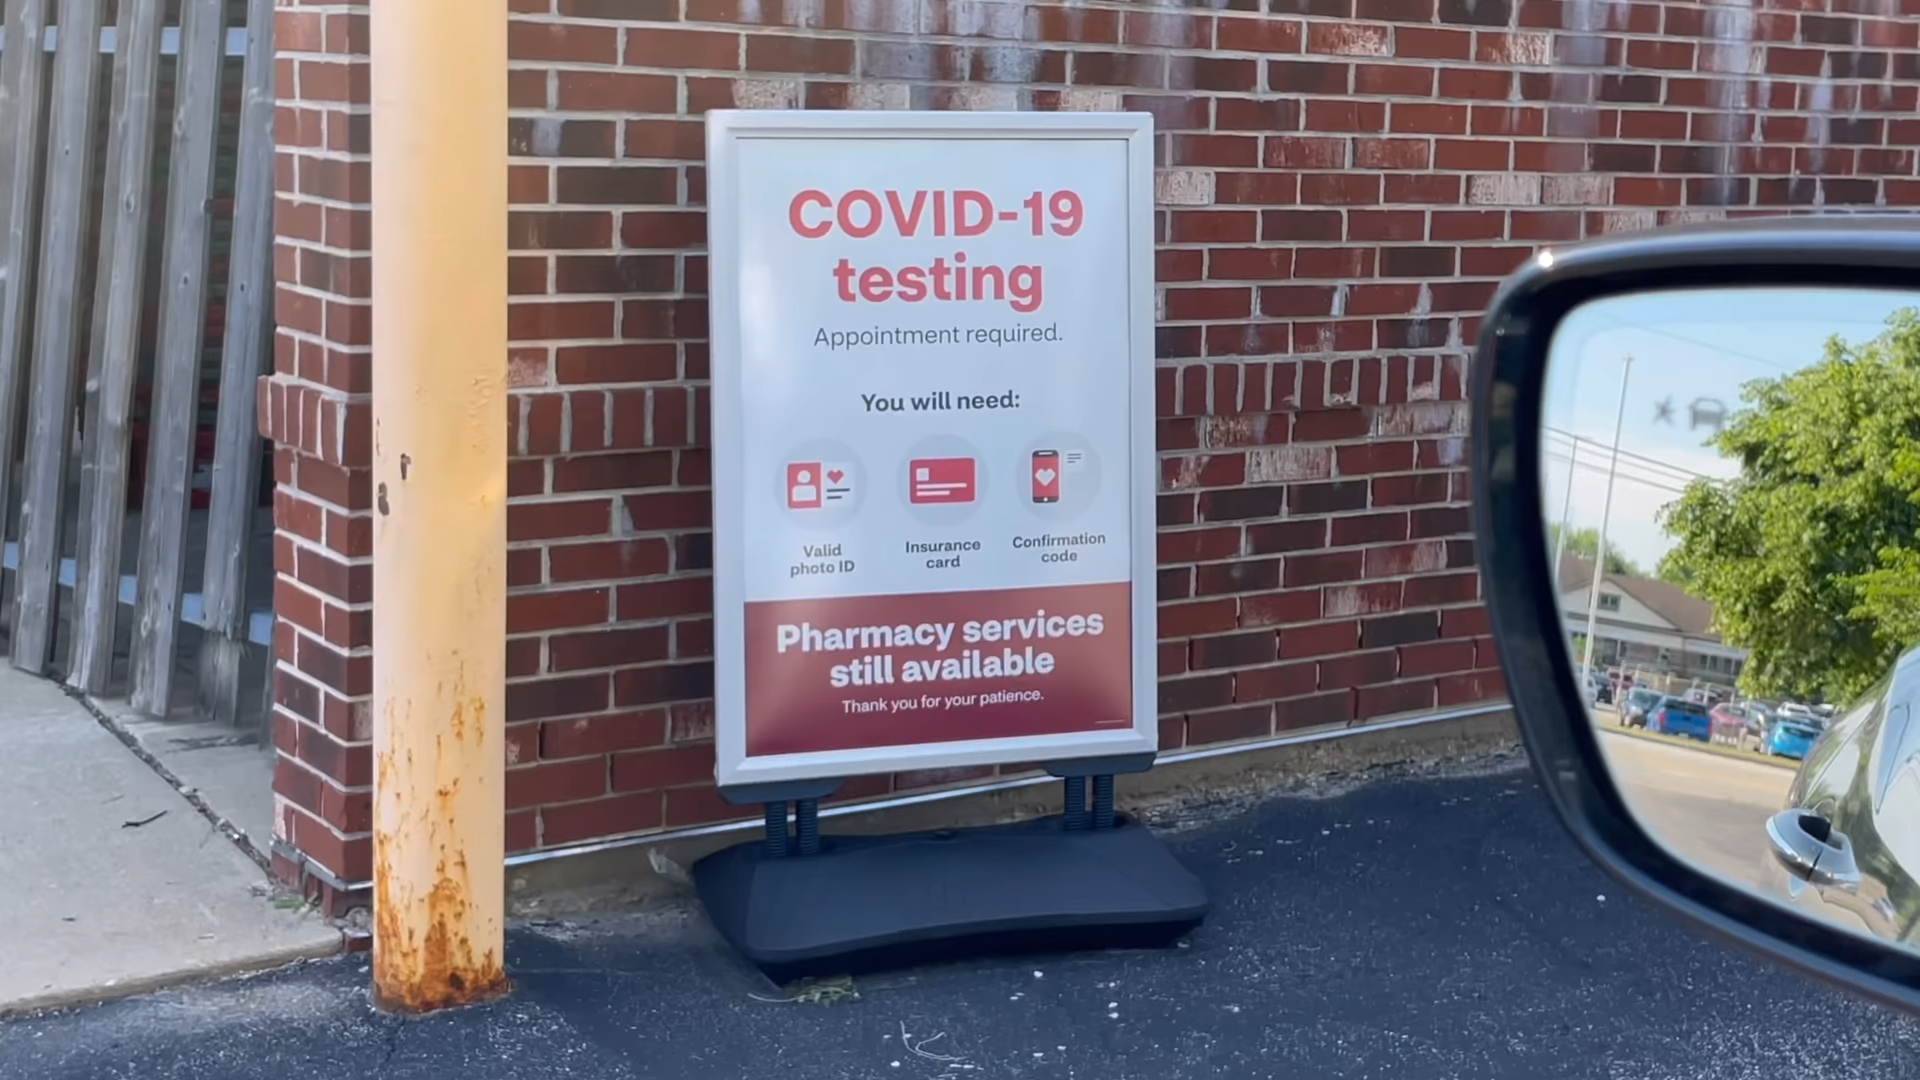 COVID-19
testing
Appointment required.
You will need:
Valid
photo ID
Insurance
card
Confirmation
code
Pharmacy services
still available
Thank you for your patience.